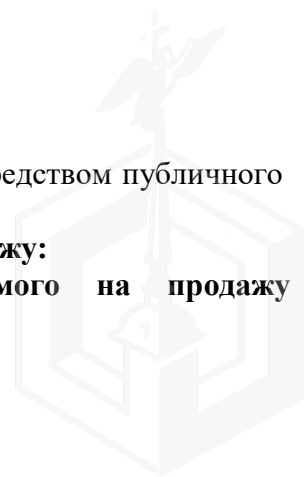 редством публичного
жу:
мого на продажу